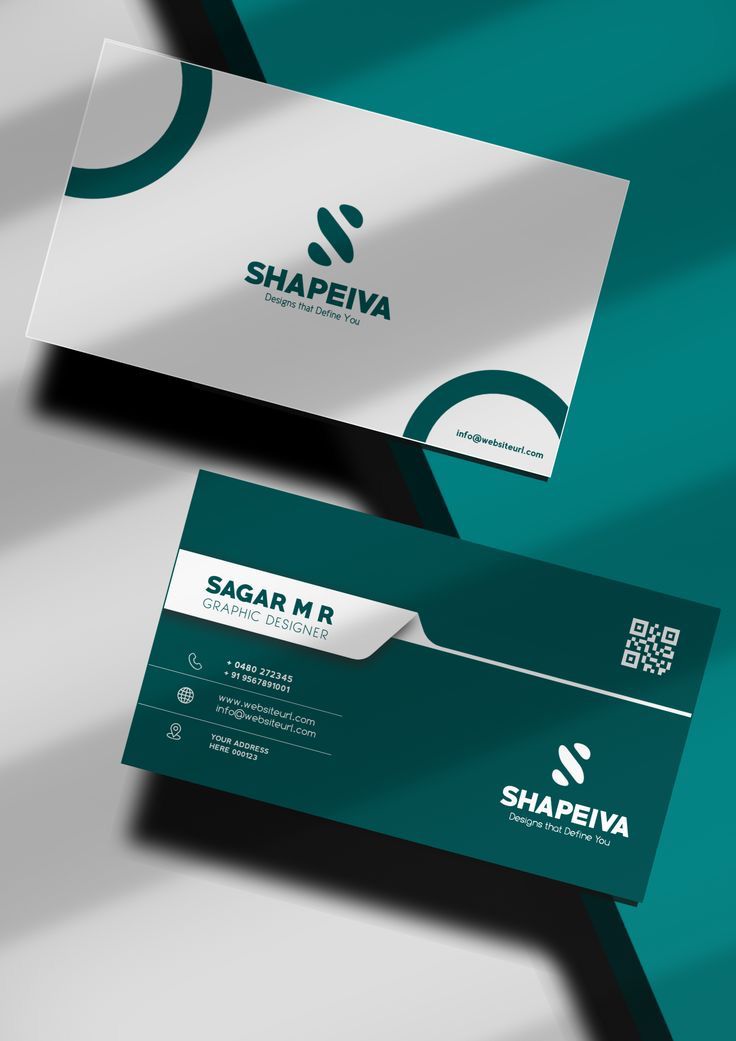 SHAPEIVA
Designs that Define You
info@websiteurl.com
SAGAR M R
GRAPHIC DESIGNER
+ 0480 272345
+ 91 9567891001
www.websiteurl.com
info@websiteurl.com
YOUR ADDRESS
HERE 000123
SHAPEIVA
Designs that Define You